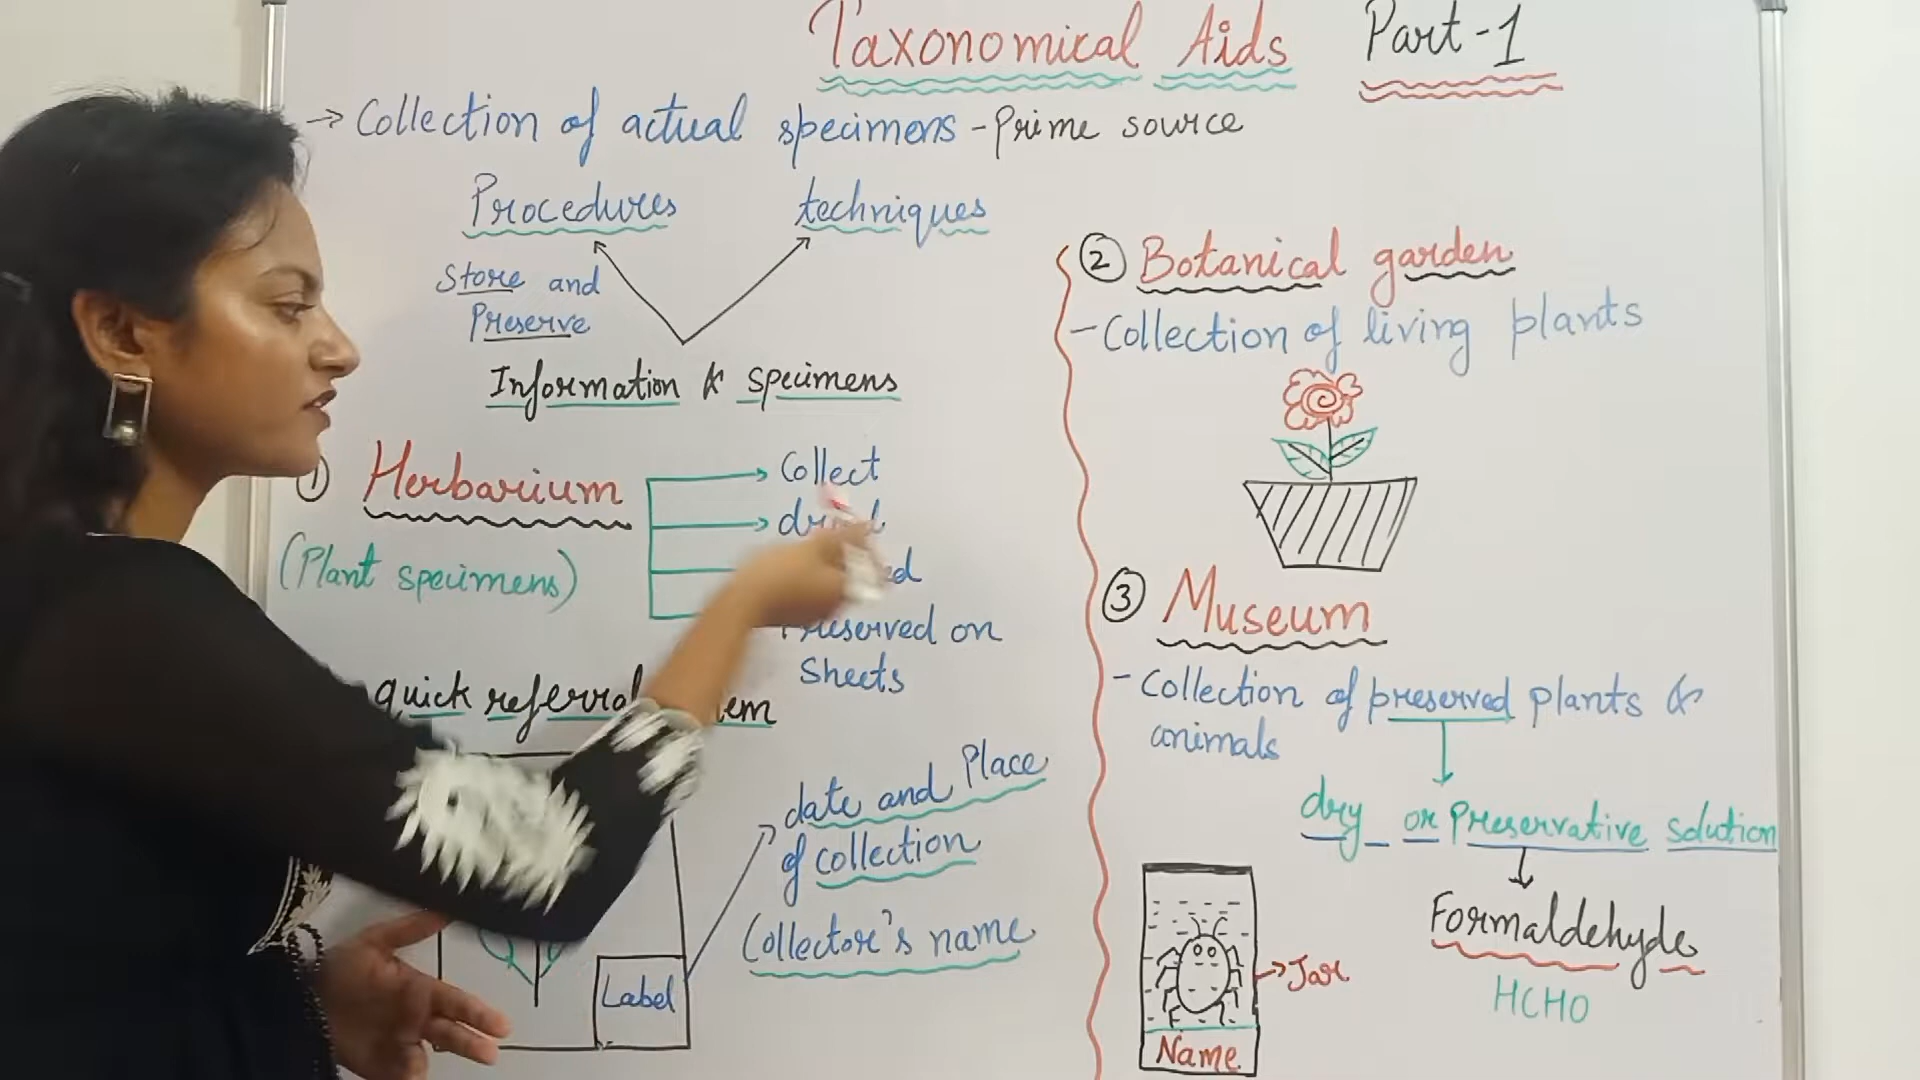 Taxonomical Aids Part-1
→ Collection of actual specimens - Prime source
Procedures techniques
Store and
Preserve
Information & specimens
① Herbarium
(Plant specimens)
Collect
dried
Preserved on
Sheets
quick referral
date and Place
of collection
Collector's name
Label
② Botanical garden
- Collection of living plants
③ Museum
- Collection of preserved plants &
animals
dry or Preservative solution
Formaldehyde
HCHO
Jar
Name